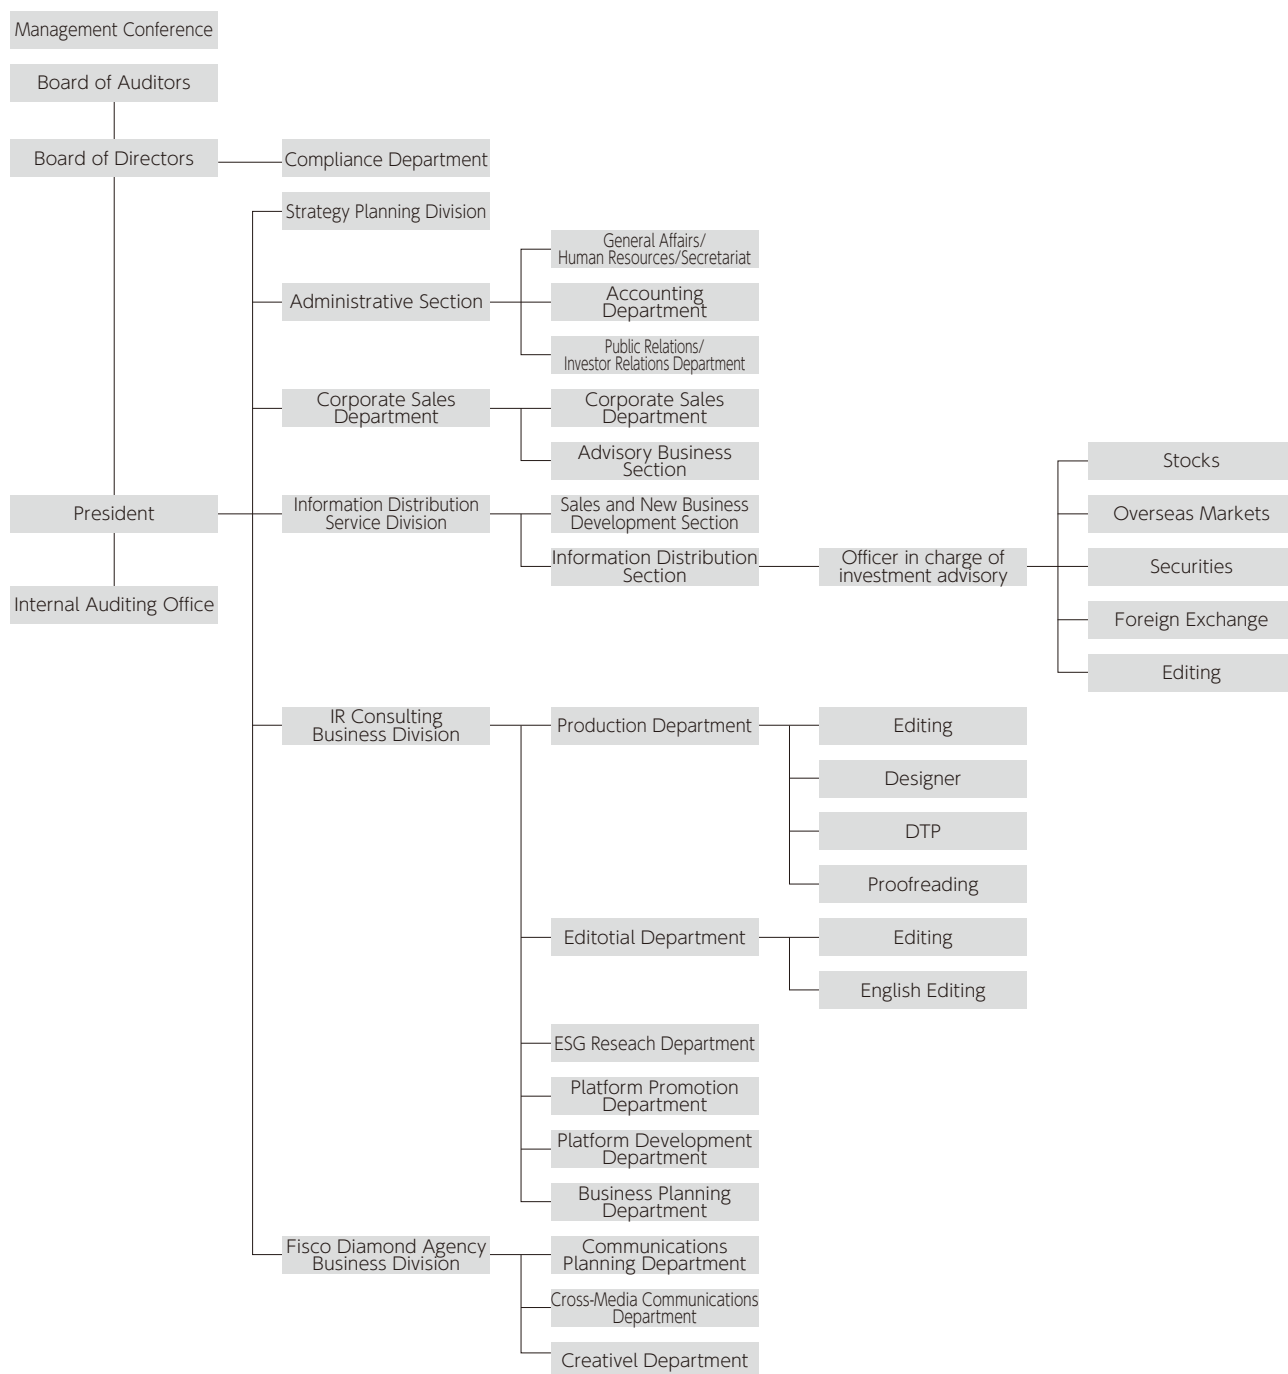 Management Conference
Board of Auditors
Board of Directors
Compliance Department
Strategy Planning Division
General Affairs/
Human Resources/Secretariat
Administrative Section
Accounting
Department
Public Relations/
Investor Relations Department
Corporate Sales
Department
Corporate Sales
Department
Advisory Business
Section
Stocks
President
Information Distribution
Service Division
Sales and New Business
Development Section
Overseas Markets
Information Distribution
Section
Officer in charge of
investment advisory
Securities
Internal Auditing Office
Foreign Exchange
Editing
IR Consulting
Business Division
Production Department
Editing
Designer
DTP
Proofreading
Editotial Department
Editing
English Editing
ESG Reseach Department
Platform Promotion
Department
Platform Development
Department
Business Planning
Department
Fisco Diamond Agency
Business Division
Communications
Planning Department
Cross-Media Communications
Department
Creativel Department